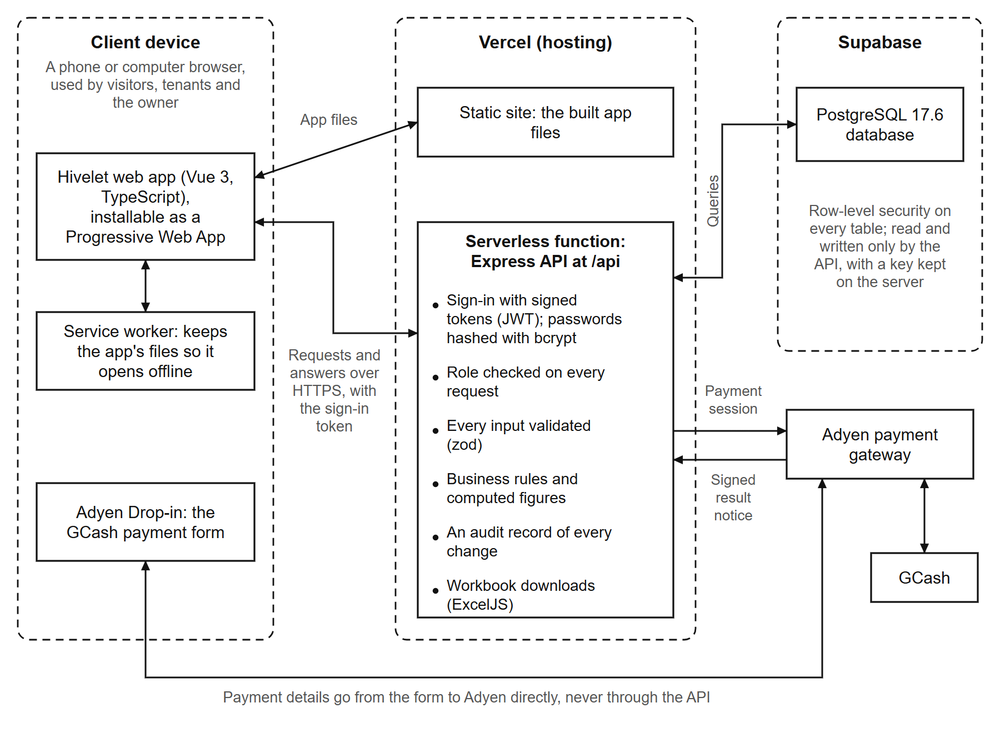 Client device
A phone or computer browser,
used by visitors, tenants and
the owner
Hivelet web app (Vue 3,
TypeScript),
installable as a
Progressive Web App
Service worker: keeps
the app's files so it
opens offline
Adyen Drop-in: the
GCash payment form
App files
Requests and
answers over
HTTPS, with
the sign-in
token
Vercel (hosting)
Static site: the built app
files
Serverless function:
Express API at /api
Sign-in with signed
tokens (JWT); passwords
hashed with bcrypt
Role checked on every
request
Every input validated
(zod)
Business rules and
computed figures
An audit record of every
change
Workbook downloads
(ExcelJS)
Queries
Payment
session
Signed
result
notice
Supabase
PostgreSQL 17.6
database
Row-level security on
every table; read and
written only by the
API, with a key kept
on the server
Adyen payment
gateway
GCash
Payment details go from the form to Adyen directly, never through the API